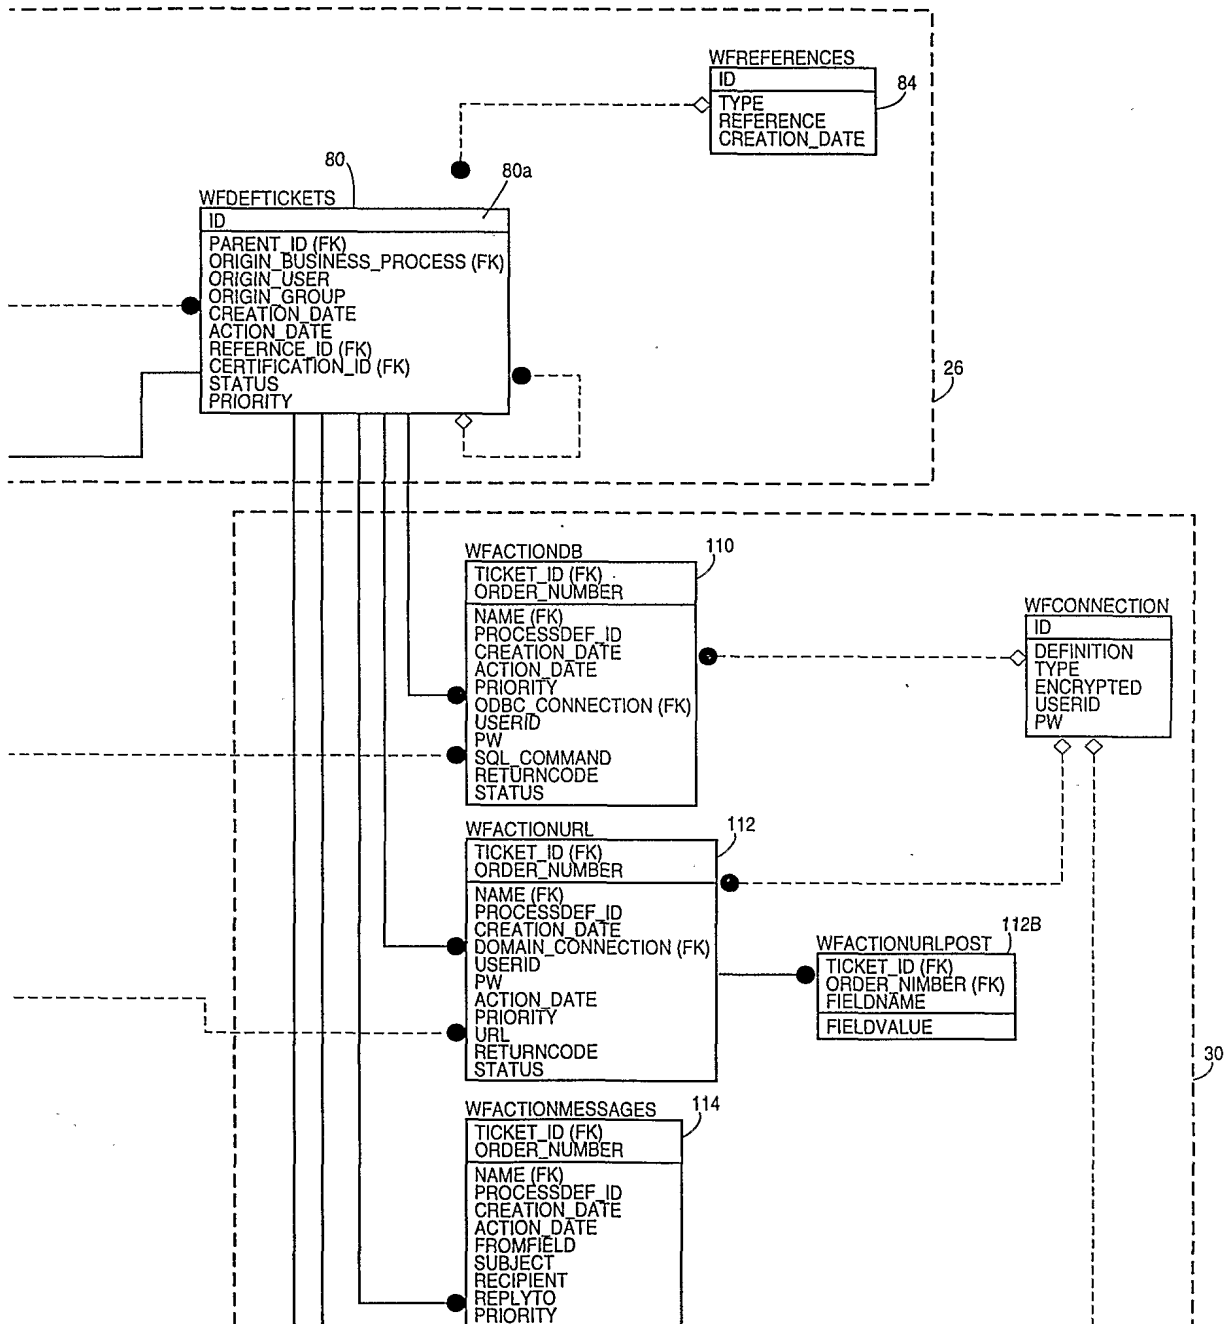 WFREFERENCES
ID
84
TYPE
REFERENCE
CREATION_DATE
80
80a
WFDEFTICKETS
ID
PARENT_ID (FK)
ORIGIN_BUSINESS_PROCESS (FK)
ORIGIN_USER
ORIGIN_GROUP
CREATION_DATE
ACTION_DATE
REFERNCE_ID (FK)
CERTIFICATION_ID (FK)
STATUS
PRIORITY
26
WFACTIONDB
110
TICKET_ID (FK)
ORDER_NUMBER
NAME (FK)
PROCESSDEF_ID
CREATION_DATE
ACTION_DATE
PRIORITY
ODBC_CONNECTION (FK)
USERID
PW
SQL_COMMAND
RETURNCODE
STATUS
WFCONNECTION
ID
DEFINITION
TYPE
ENCRYPTED
USERID
PW
WFACTIONURL
112
TICKET_ID (FK)
ORDER_NUMBER
NAME (FK)
PROCESSDEF_ID
CREATION_DATE
DOMAIN_CONNECTION (FK)
USERID
PW
ACTION_DATE
PRIORITY
URL
RETURNCODE
STATUS
WFACTIONURLPOST
112B
TICKET_ID (FK)
ORDER_NIMBER (FK)
FIELDNAME
FIELDVALUE
30
WFACTIONMESSAGES
114
TICKET_ID (FK)
ORDER_NUMBER
NAME (FK)
PROCESSDEF_ID
CREATION_DATE
ACTION_DATE
FROMFIELD
SUBJECT
RECIPIENT
REPLYTO
PRIORITY